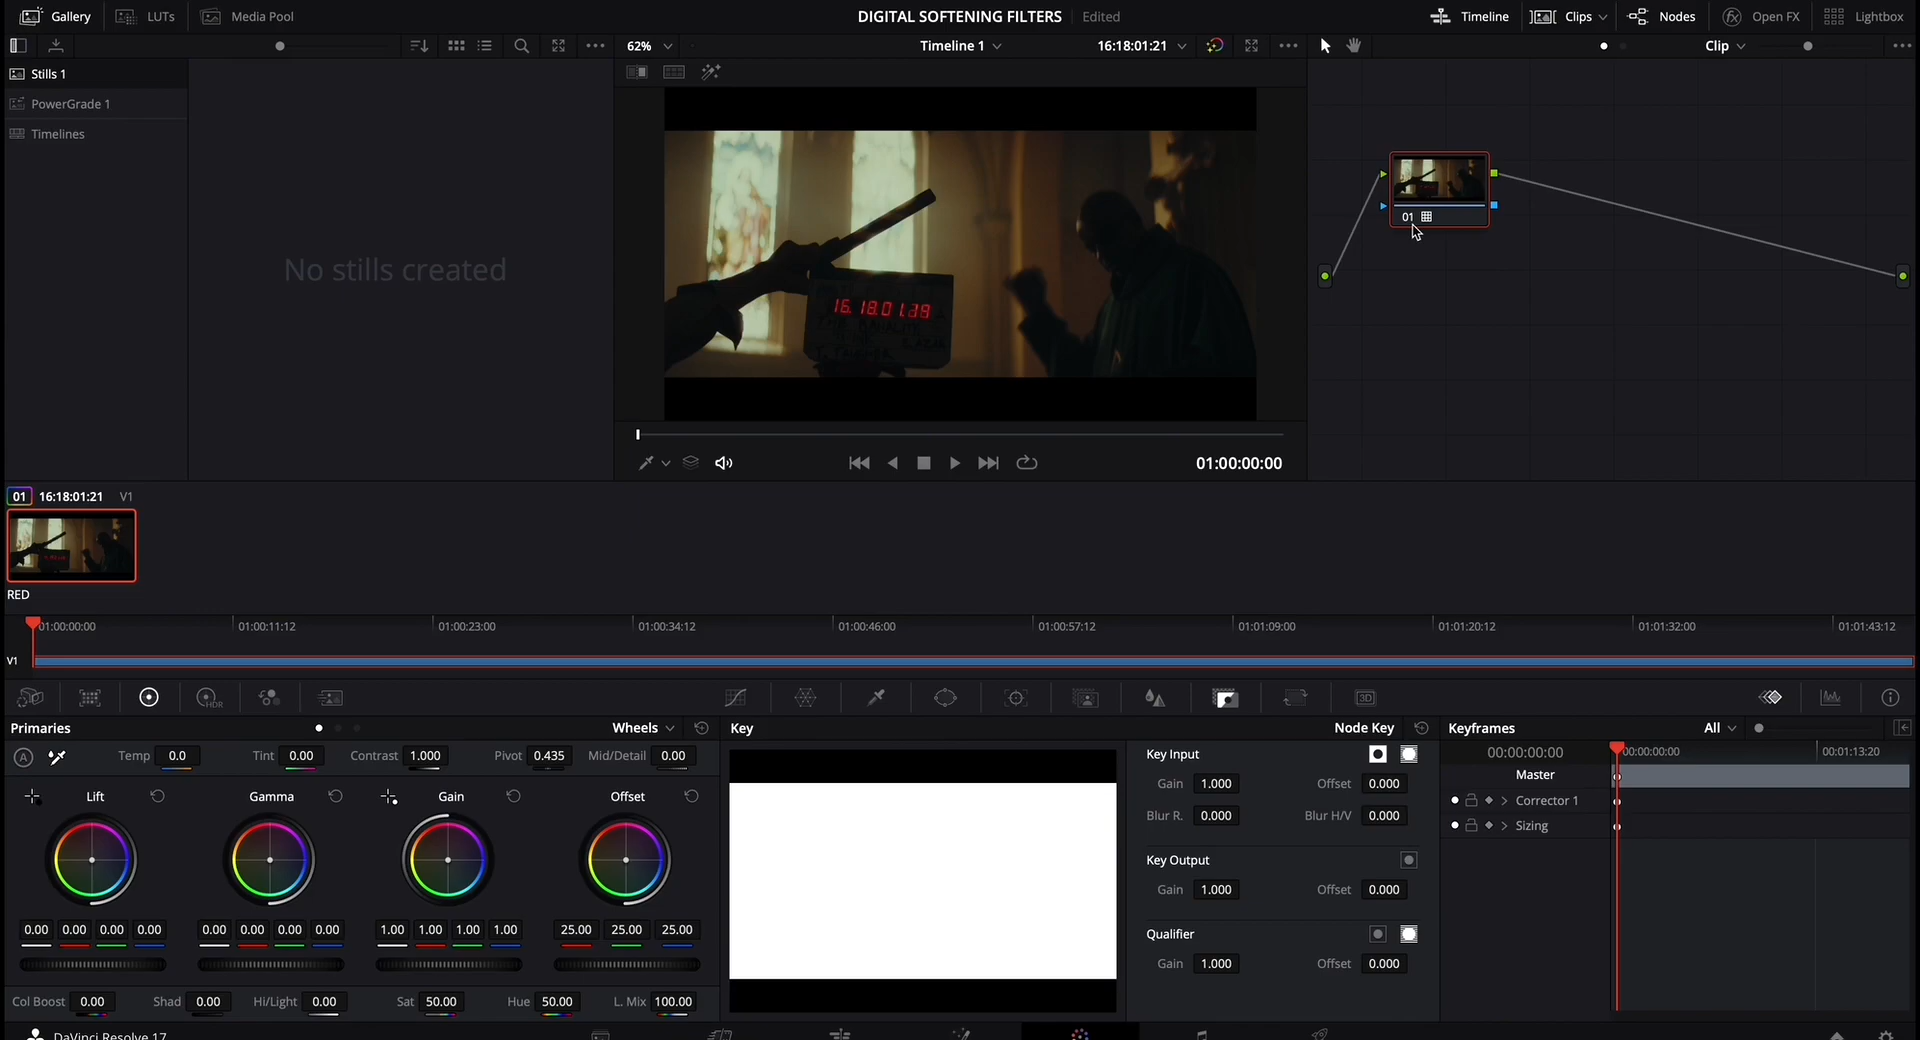 Gallery LUTs Media Pool DIGITAL SOFTENING FILTERS Edited Timeline Clips Nodes fx Open FX Lightbox
62% Timeline 1 16:18:01:21 Clip
Stills 1
PowerGrade 1
Timelines
No stills created
16.18.01.
01
01:00:00:00
01 16:18:01:21 V1
RED
01:00:00:00 01:00:11:12 01:00:23:00 01:00:34:12 01:00:46:00 01:00:57:12 01:01:09:00 01:01:20:12 01:01:32:00 01:01:43:12
V1
HDR 3D
Primaries Wheels Key Node Key Keyframes All
A Temp 0.0 Tint 0.00 Contrast 1.000 Pivot 0.435 Mid/Detail 0.00
Lift Gamma Gain Offset
0.00 0.00 0.00 0.00 0.00 0.00 0.00 0.00 1.00 1.00 1.00 1.00 25.00 25.00 25.00
Col Boost 0.00 Shad 0.00 Hi/Light 0.00 Sat 50.00 Hue 50.00 L. Mix 100.00
Key Input
Gain 1.000 Offset 0.000
Blur R. 0.000 Blur H/V 0.000
Key Output
Gain 1.000 Offset 0.000
Qualifier
Gain 1.000 Offset 0.000
00:00:00:00 00:00:00:00 00:01:13:20
Master
Corrector 1
Sizing
DaVinci Resolve 17